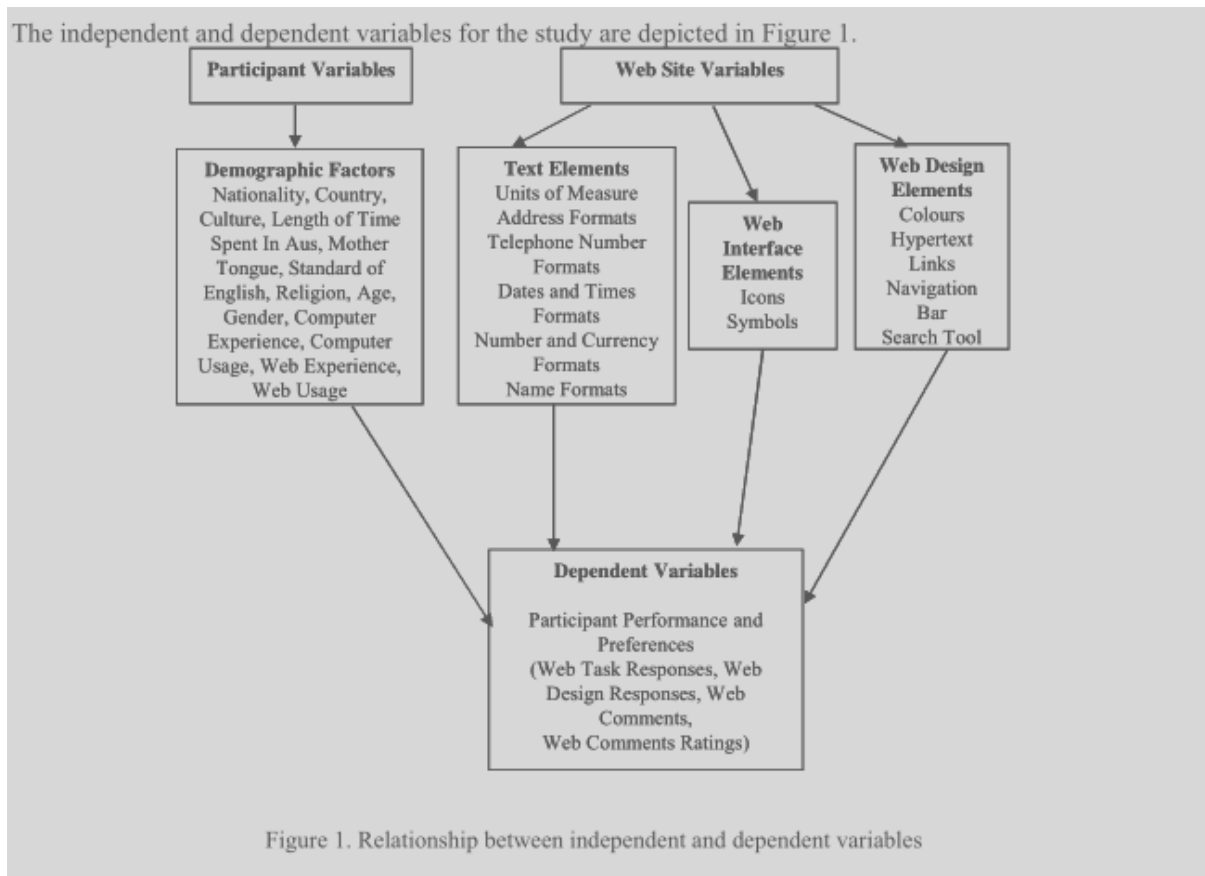 The independent and dependent variables for the study are depicted in Figure 1.
Participant Variables
Web Site Variables
Demographic Factors
Nationality, Country,
Culture, Length of Time
Spent In Aus, Mother
Tongue, Standard of
English, Religion, Age,
Gender, Computer
Experience, Computer
Usage, Web Experience,
Web Usage
Text Elements
Units of Measure
Address Formats
Telephone Number
Formats
Dates and Times
Formats
Number and Currency
Formats
Name Formats
Web
Interface
Elements
Icons
Symbols
Web Design
Elements
Colours
Hypertext
Links
Navigation
Bar
Search Tool
Dependent Variables
Participant Performance and
Preferences
(Web Task Responses, Web
Design Responses, Web
Comments,
Web Comments Ratings)
Figure 1. Relationship between independent and dependent variables